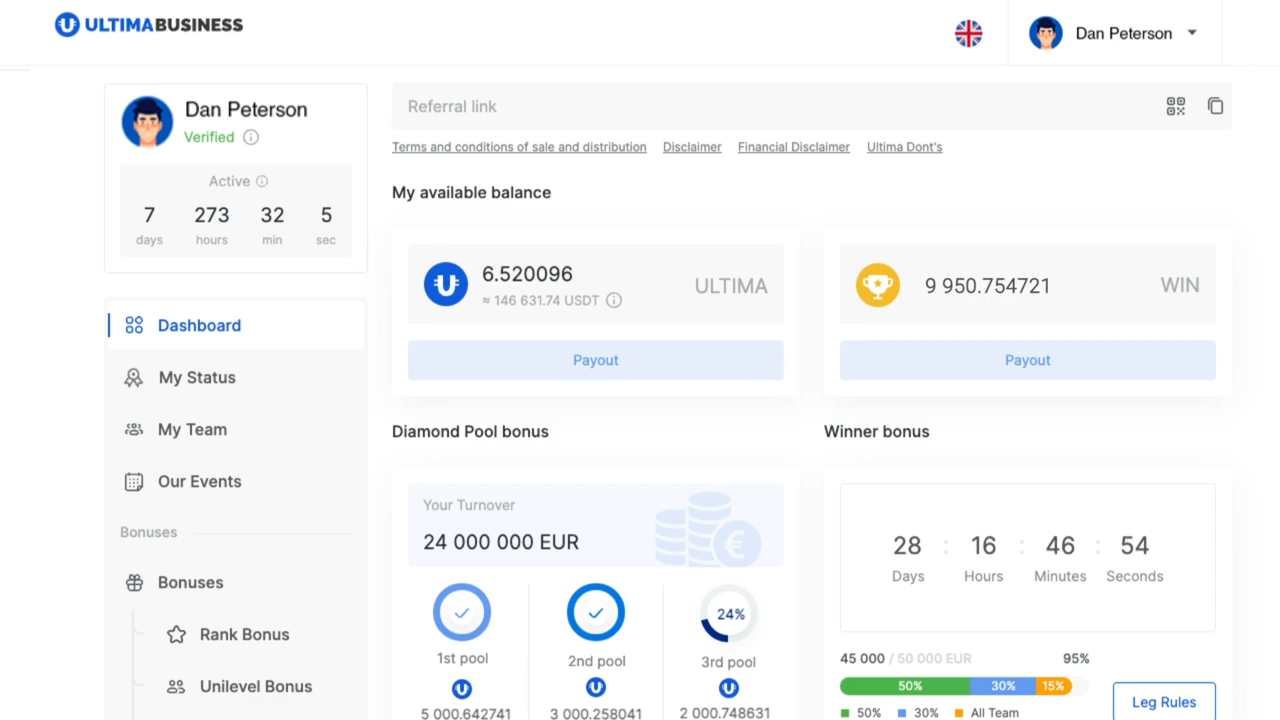 ULTIMABUSINESS
Dan Peterson
Dan Peterson
Verified
Active
7 273 32 5
days hours min sec
Dashboard
My Status
My Team
Our Events
Bonuses
Bonuses
Rank Bonus
Unilevel Bonus
Referral link
Terms and conditions of sale and distribution Disclaimer Financial Disclaimer Ultima Dont's
My available balance
6.520096
≈ 146 631.74 USDT
ULTIMA
Payout
9 950.754721 WIN
Payout
Diamond Pool bonus
Your Turnover
24 000 000 EUR
24%
1st pool 2nd pool 3rd pool
5 000.642741 3 000.258041 2 000.748631
Winner bonus
28 : 16 : 46 : 54
Days Hours Minutes Seconds
45 000 / 50 000 EUR 95%
50% 30% 15%
50% 30% All Team
Leg Rules